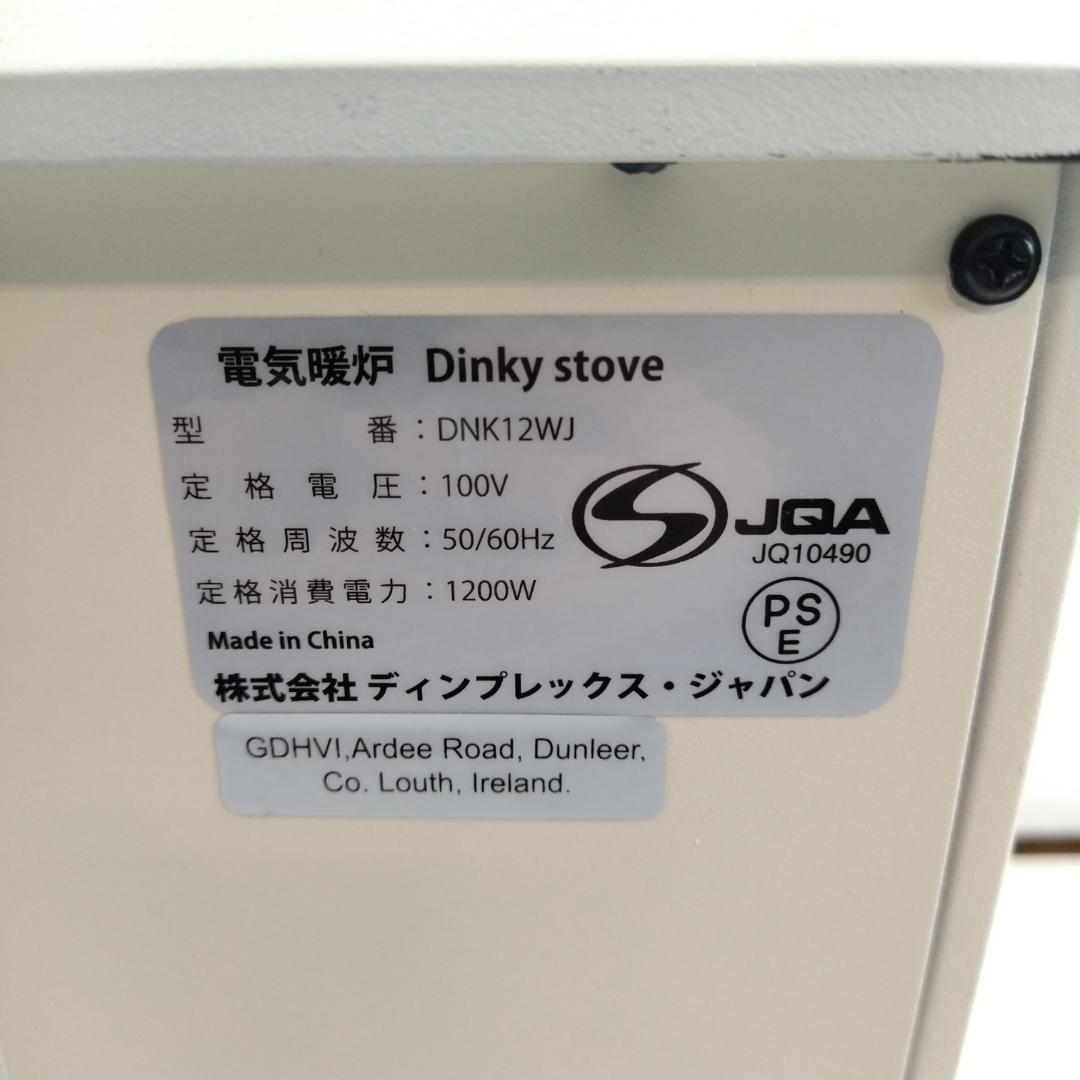 電気暖炉 Dinky stove
型番：DNK12WJ
定格電圧：100V
定格周波数：50/60Hz
定格消費電力：1200W
JQA
JQ10490
PS
E
Made in China
株式会社 ディンプレックス・ジャパン
GDHVI,Ardee Road, Dunleer,
Co. Louth, Ireland.